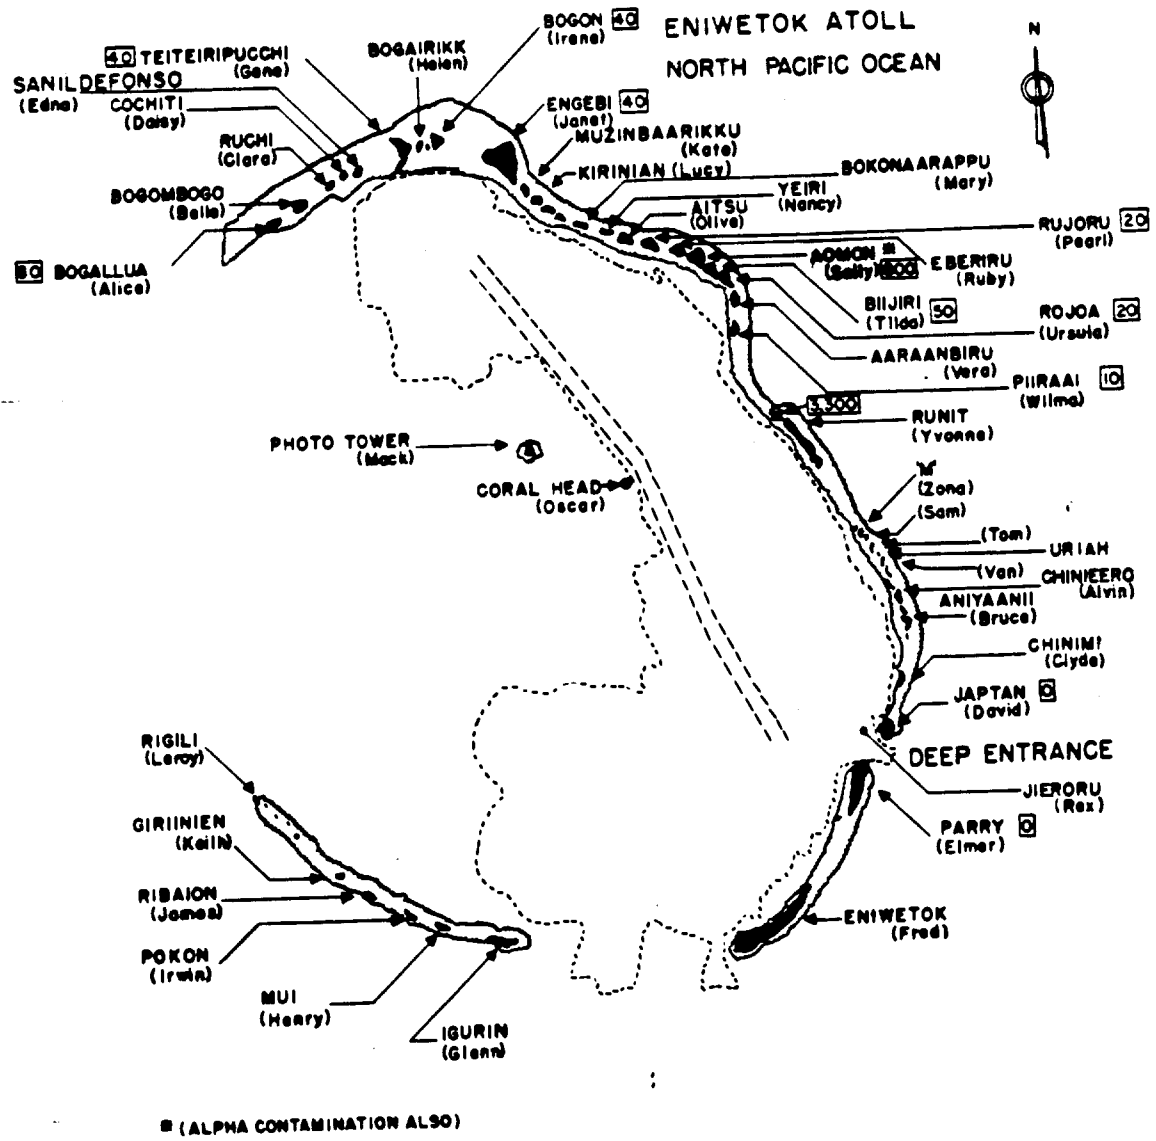 ENIWETOK ATOLL
NORTH PACIFIC OCEAN
N
BOGON 40
(Irene)
BOGAIRIKK
(Helen)
40 TEITEIRIPUCCHI
(Gene)
SANILDEFONSO
(Edna)
COCHITI
(Daisy)
RUCHI
(Clara)
BOGOMBOGO
(Belle)
80 BOGALLUA
(Alice)
ENGEBI 40
(Janet)
MUZINBAARIKKU
(Kate)
KIRINIAN (Lucy)
BOKONAARAPPU
(Mary)
YEIRI
(Nancy)
AITSU
(Olive)
RUJORU 20
(Pearl)
AOMON *
(Sally)
EBERIRU
(Ruby)
BIIJIRI 50
(Tilda)
ROJOA 20
(Ursula)
AARAANBIRU
(Vera)
PIIRAAI 10
(Wilma)
3,300
RUNIT
(Yvonne)
PHOTO TOWER
(Mack)
CORAL HEAD
(Oscar)
'M'
(Zona)
(Sam)
(Tom)
URIAH
(Van)
CHINIEERO
(Alvin)
ANIYAANII
(Bruce)
CHINIMI
(Clyde)
JAPTAN 0
(David)
DEEP ENTRANCE
JIERORU
(Rex)
PARRY 0
(Elmer)
ENIWETOK
(Fred)
RIGILI
(Leroy)
GIRIINIEN
(Keith)
RIBAION
(James)
POKON
(Irwin)
MUI
(Henry)
IGURIN
(Glenn)
* (ALPHA CONTAMINATION ALSO)